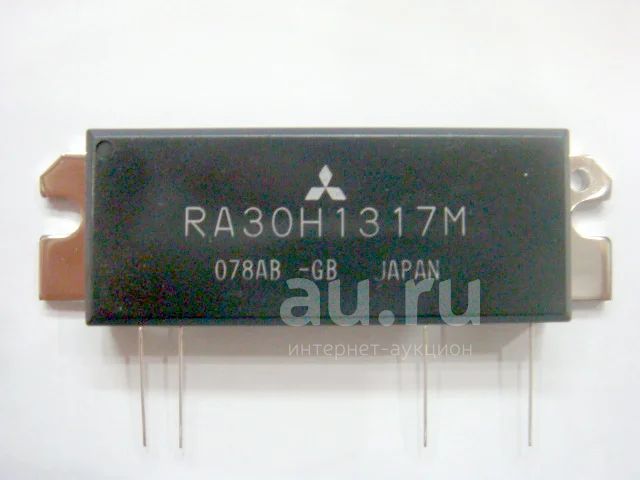 RA30H1317M
078AB -GB JAPAN
au.ru
интернет-аукцион